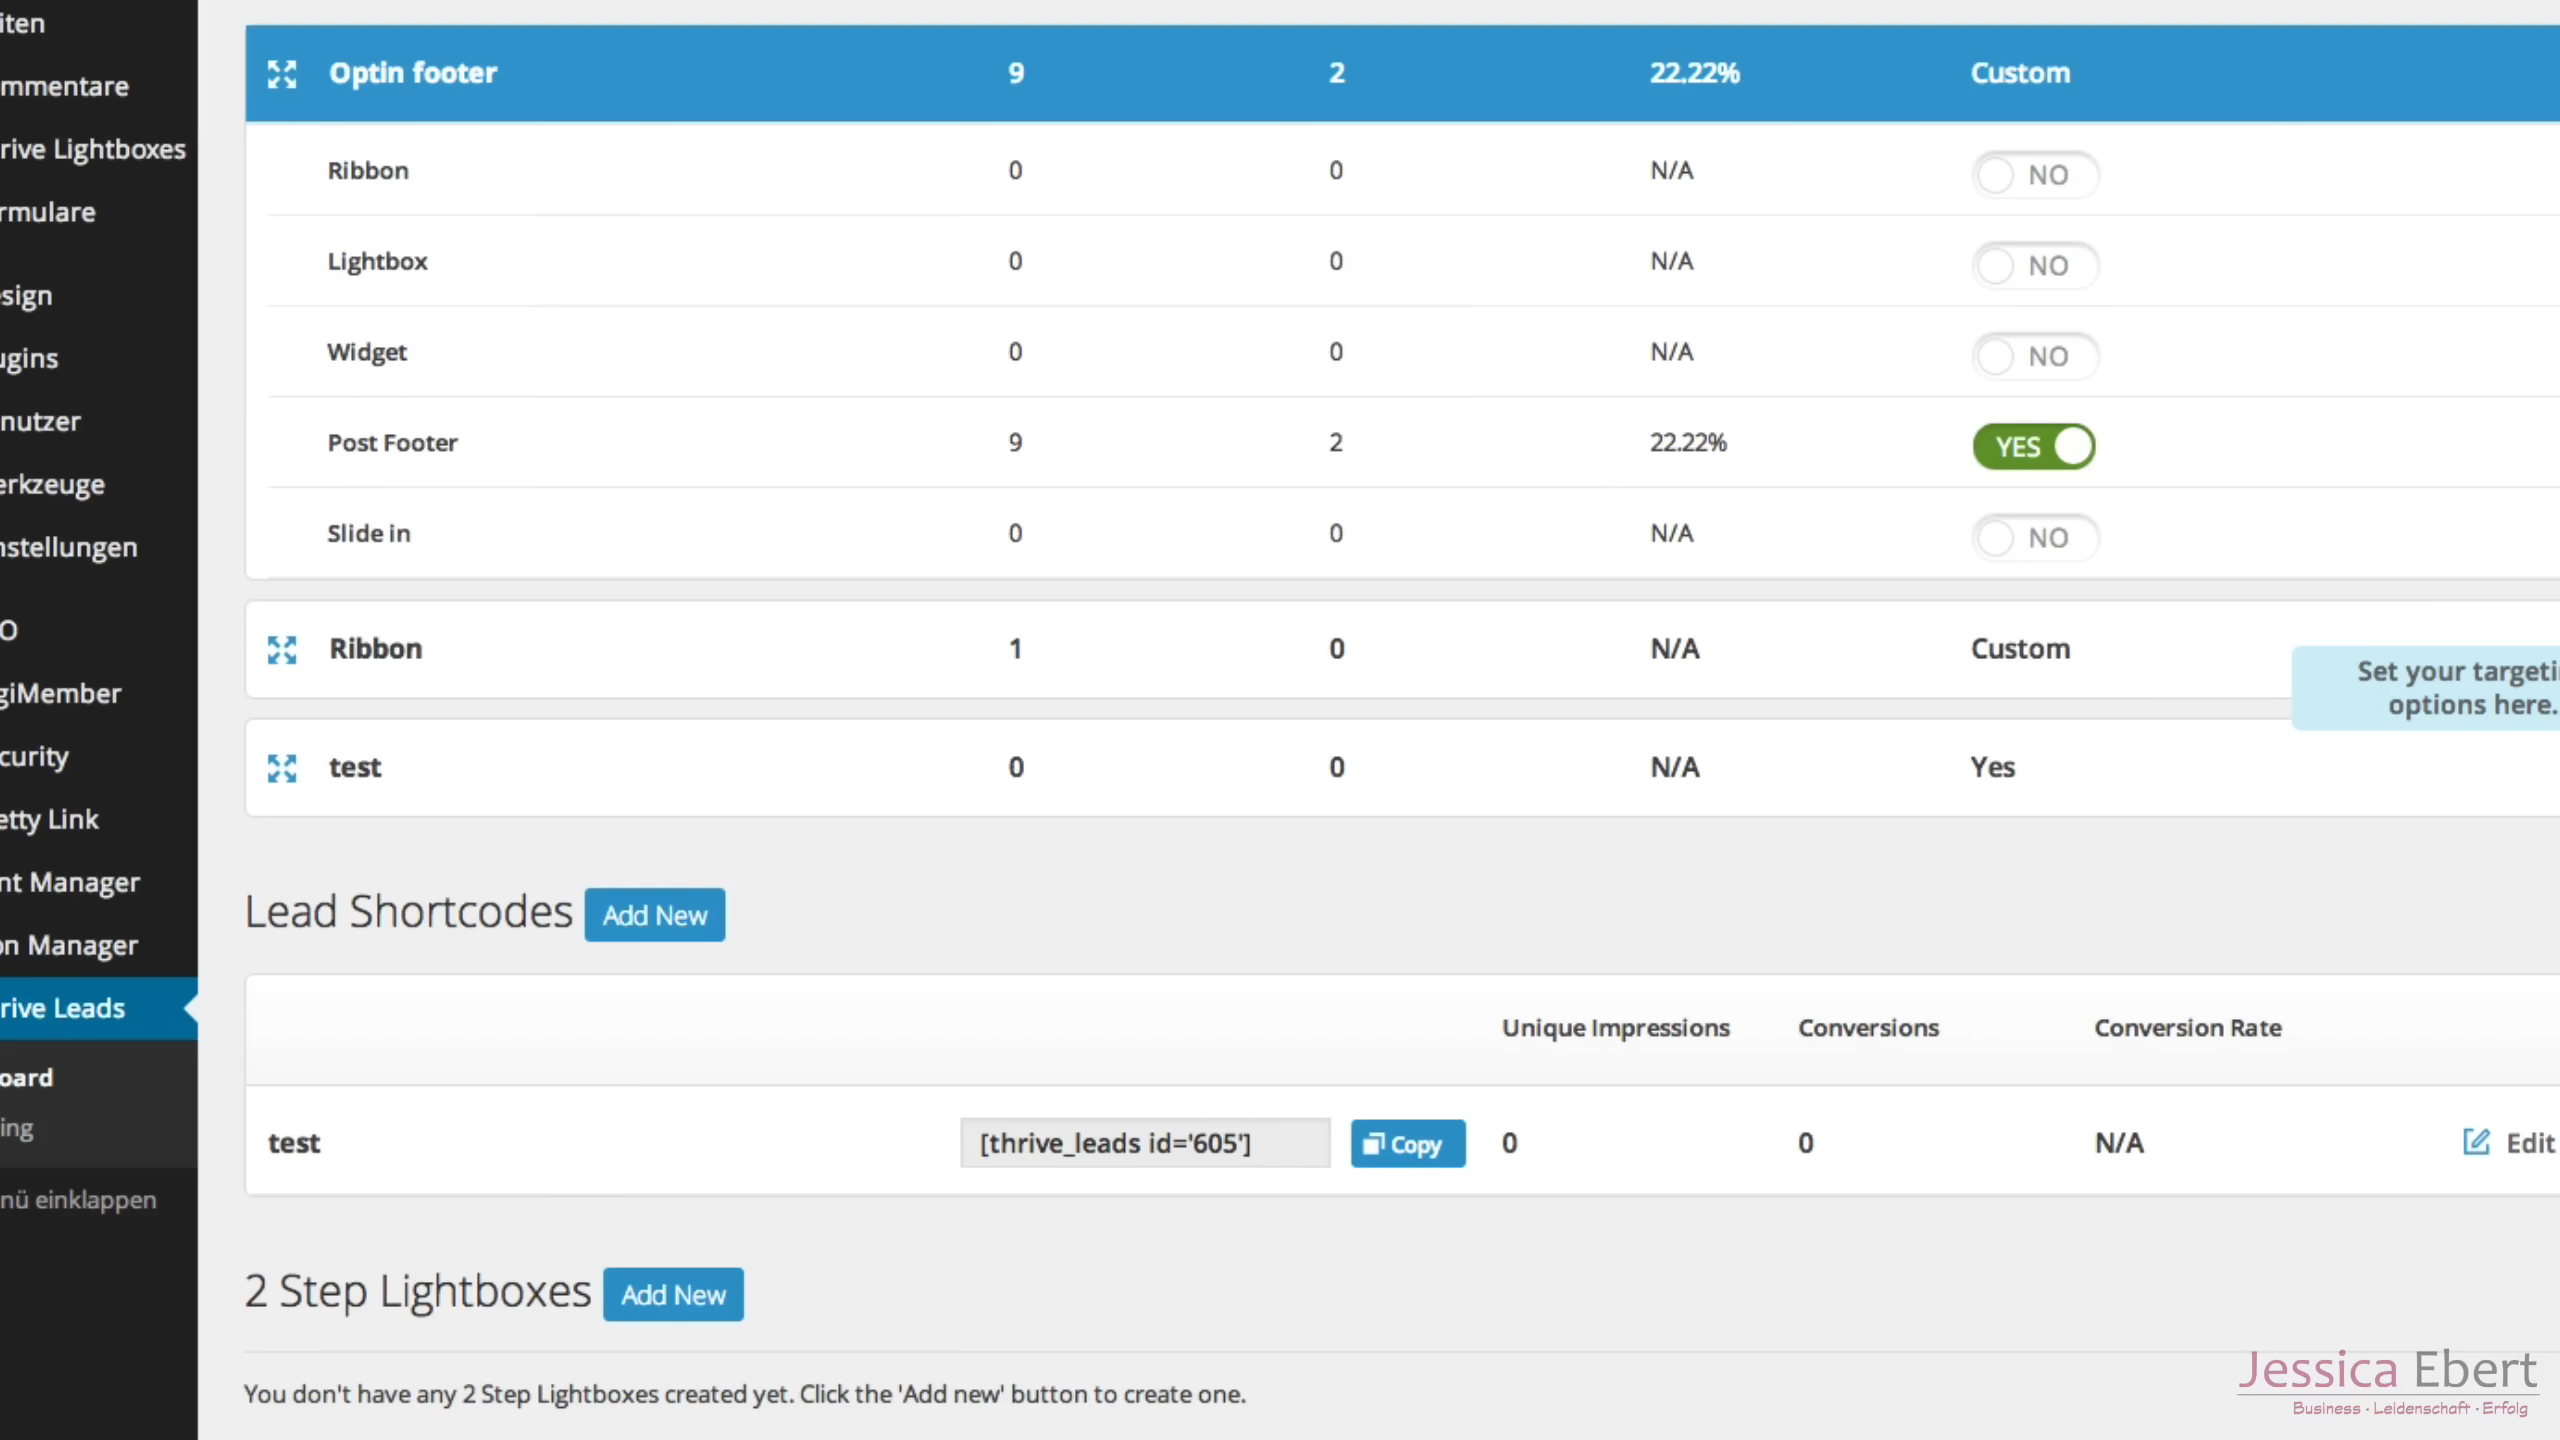 iten
mmentare
rive Lightboxes
rmulare
sign
ugins
nutzer
erkzeuge
nstellungen
O
giMember
curity
etty Link
nt Manager
on Manager
rive Leads
oard
ing
nü einklappen
Optin footer 9 2 22.22% Custom
Ribbon 0 0 N/A NO
Lightbox 0 0 N/A NO
Widget 0 0 N/A NO
Post Footer 9 2 22.22% YES
Slide in 0 0 N/A NO
Ribbon 1 0 N/A Custom
Set your targeti
options here.
test 0 0 N/A Yes
Lead Shortcodes Add New
Unique Impressions Conversions Conversion Rate
test [thrive_leads id='605'] Copy 0 0 N/A Edit
2 Step Lightboxes Add New
You don't have any 2 Step Lightboxes created yet. Click the 'Add new' button to create one.
Jessica Ebert
Business · Leidenschaft · Erfolg